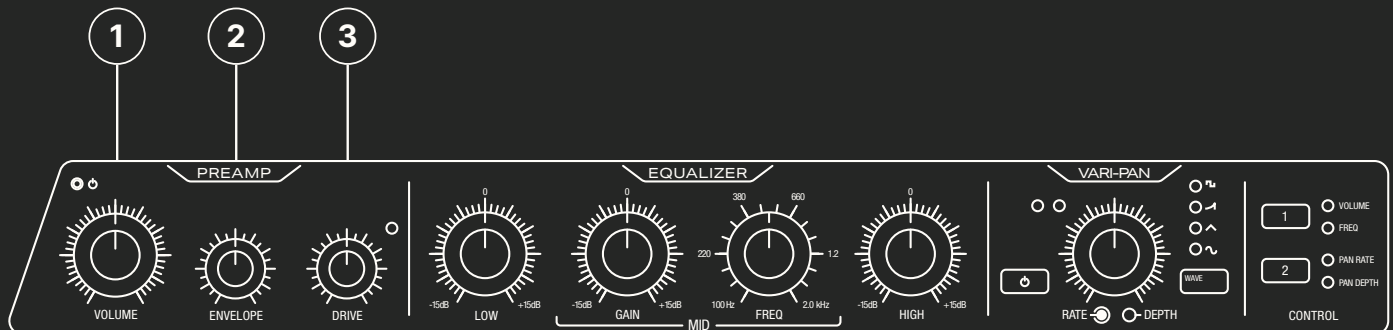 1 2 3
PREAMP
EQUALIZER
VARI-PAN
0
0
380
660
0
220
1.2
-15dB
+15dB
-15dB
+15dB
100 Hz
2.0 kHz
-15dB
+15dB
VOLUME
ENVELOPE
DRIVE
LOW
GAIN
FREQ
HIGH
MID
WAVE
RATE
DEPTH
1
VOLUME
FREQ
2
PAN RATE
PAN DEPTH
CONTROL